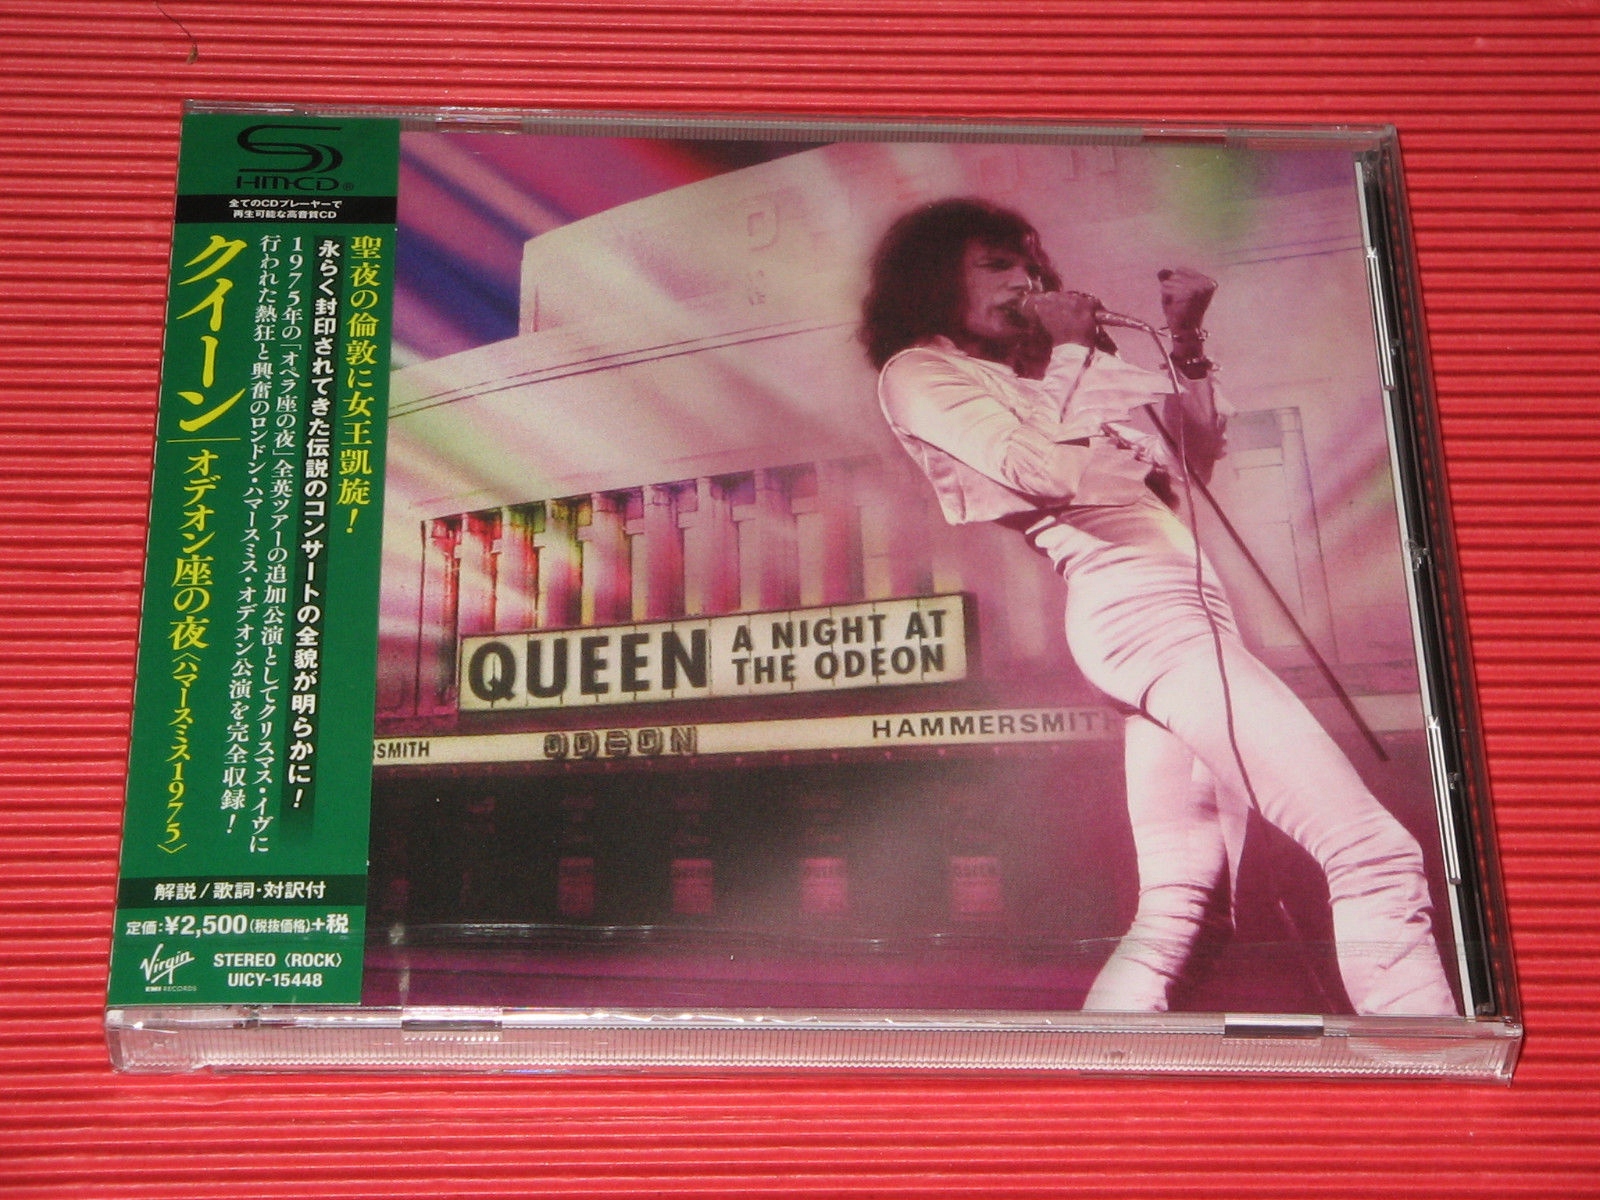 HM-CD®
全てのCDプレーヤーで
再生可能な高音質CD
聖夜の倫敦に女王凱旋！
永らく封印されてきた伝説のコンサートの全貌が明らかに！
1975年の「オペラ座の夜」全英ツアーの追加公演としてクリスマス・イヴに
行われた熱狂と興奮のロンドン・ハマースミス・オデオン公演を完全収録！
クイーン｜オデオン座の夜〈ハマースミス1975〉
解説/歌詞・対訳付
定価:¥2,500(税抜価格)+税
Virgin
EMI RECORDS
STEREO〈ROCK〉
UICY-15448
QUEEN A NIGHT AT
THE ODEON
RSMITH ODEON HAMMERSMITH